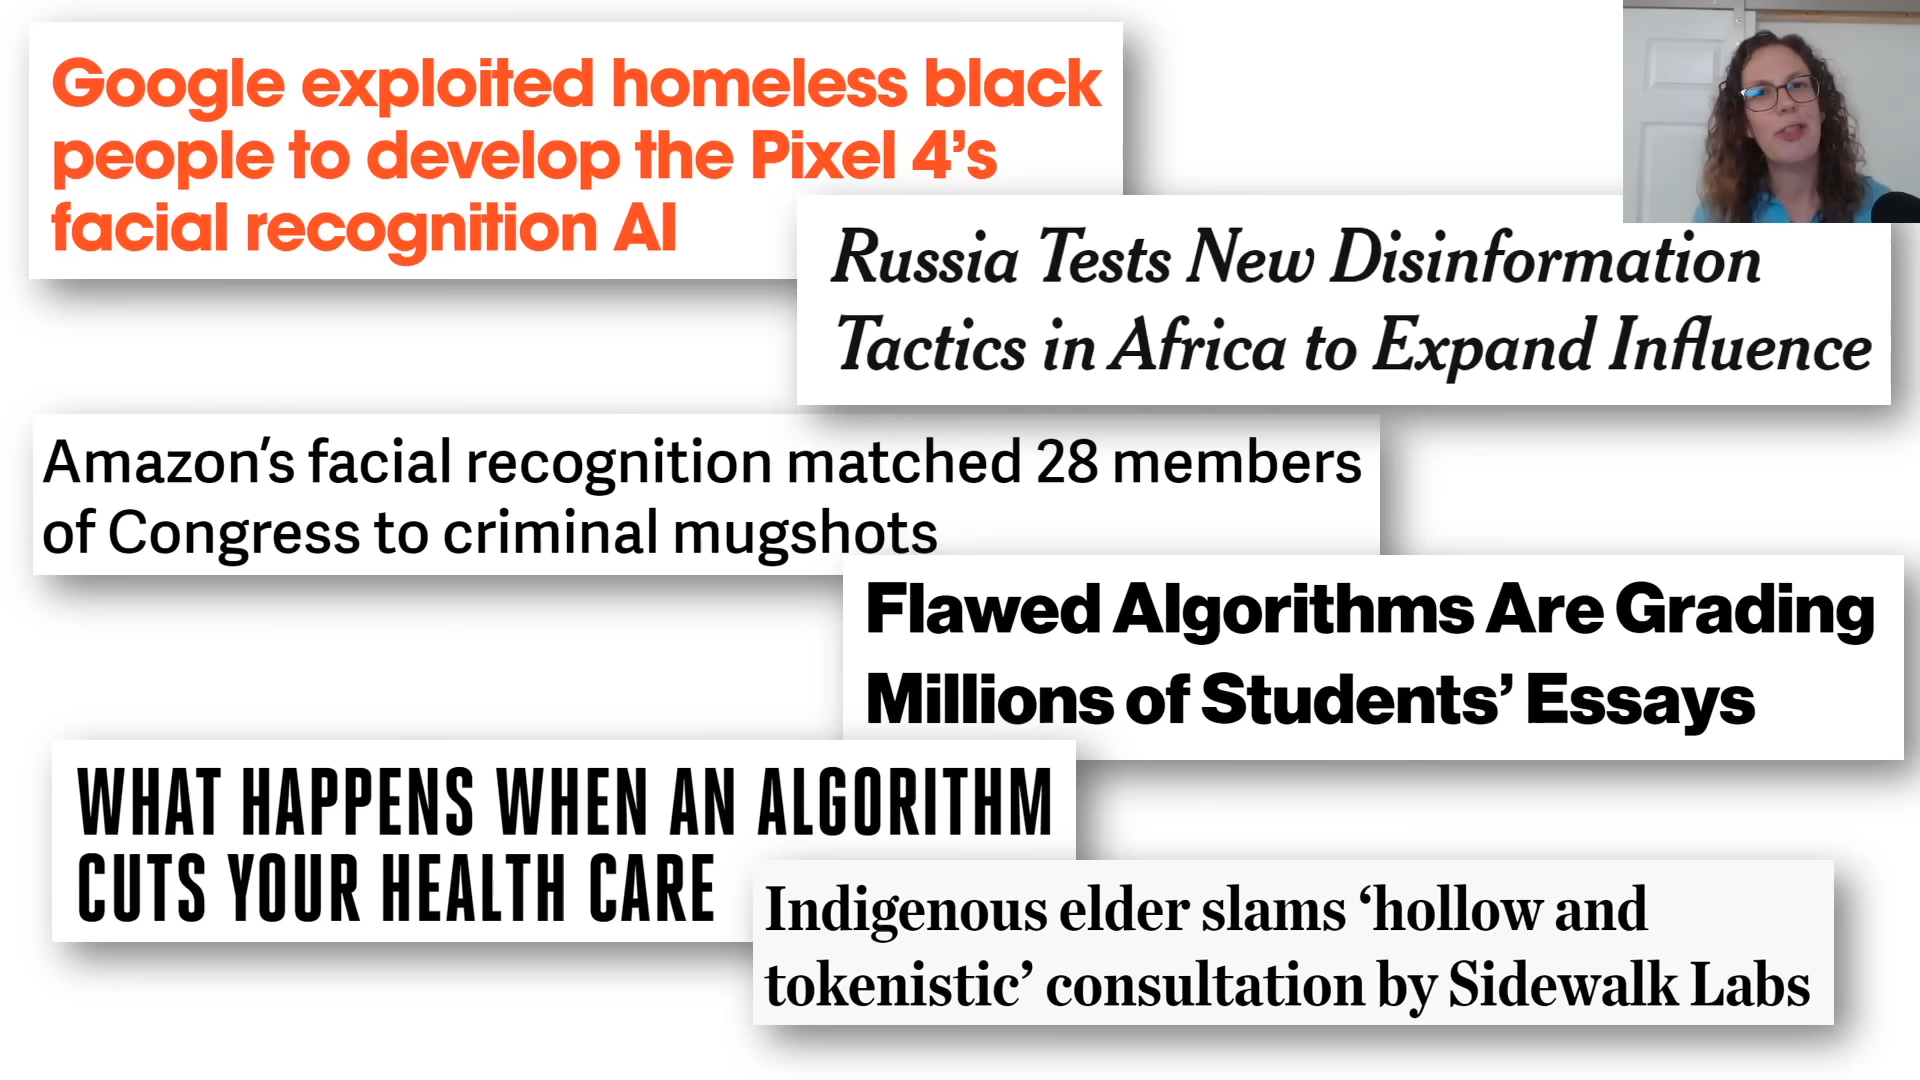 Google exploited homeless black
people to develop the Pixel 4’s
facial recognition AI
Russia Tests New Disinformation
Tactics in Africa to Expand Influence
Amazon’s facial recognition matched 28 members
of Congress to criminal mugshots
Flawed Algorithms Are Grading
Millions of Students’ Essays
WHAT HAPPENS WHEN AN ALGORITHM
CUTS YOUR HEALTH CARE
Indigenous elder slams ‘hollow and
tokenistic’ consultation by Sidewalk Labs